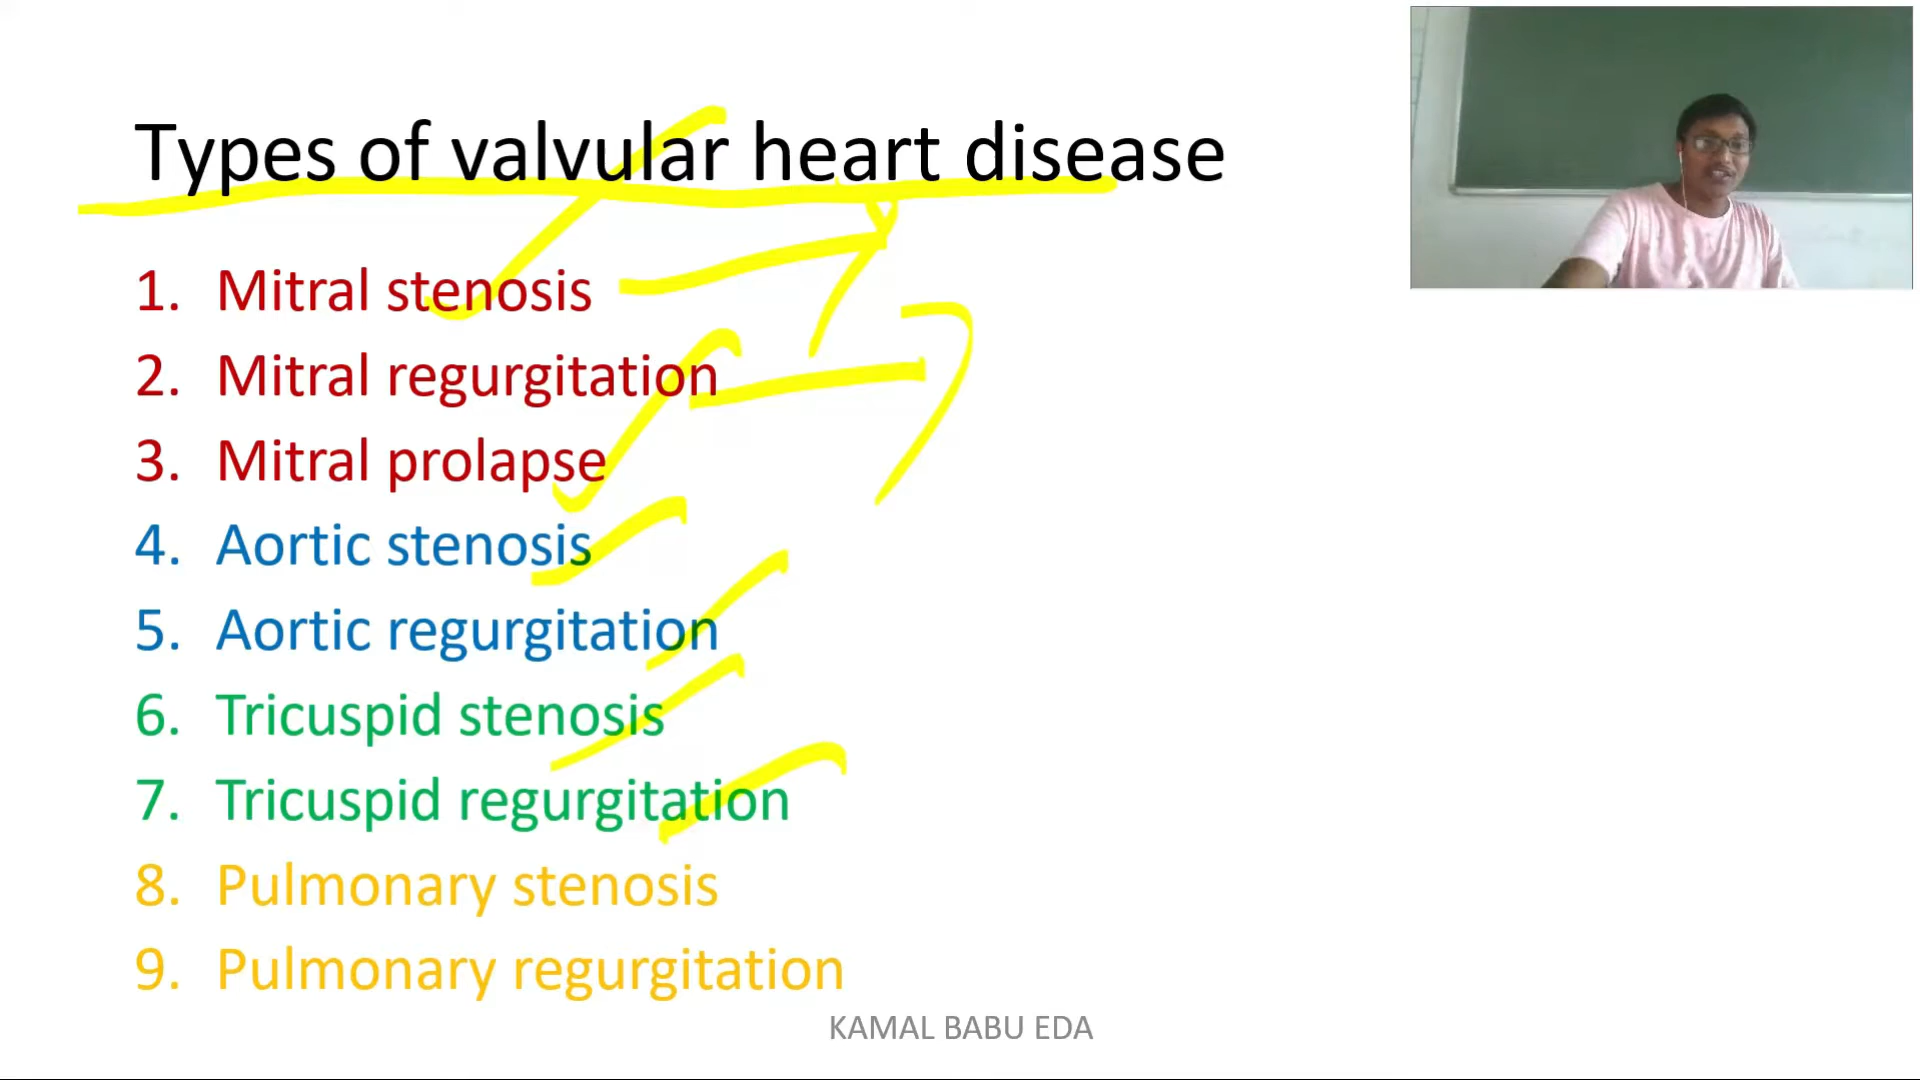 Types of valvular heart disease
1. Mitral stenosis
2. Mitral regurgitation
3. Mitral prolapse
4. Aortic stenosis
5. Aortic regurgitation
6. Tricuspid stenosis
7. Tricuspid regurgitation
8. Pulmonary stenosis
9. Pulmonary regurgitation
KAMAL BABU EDA